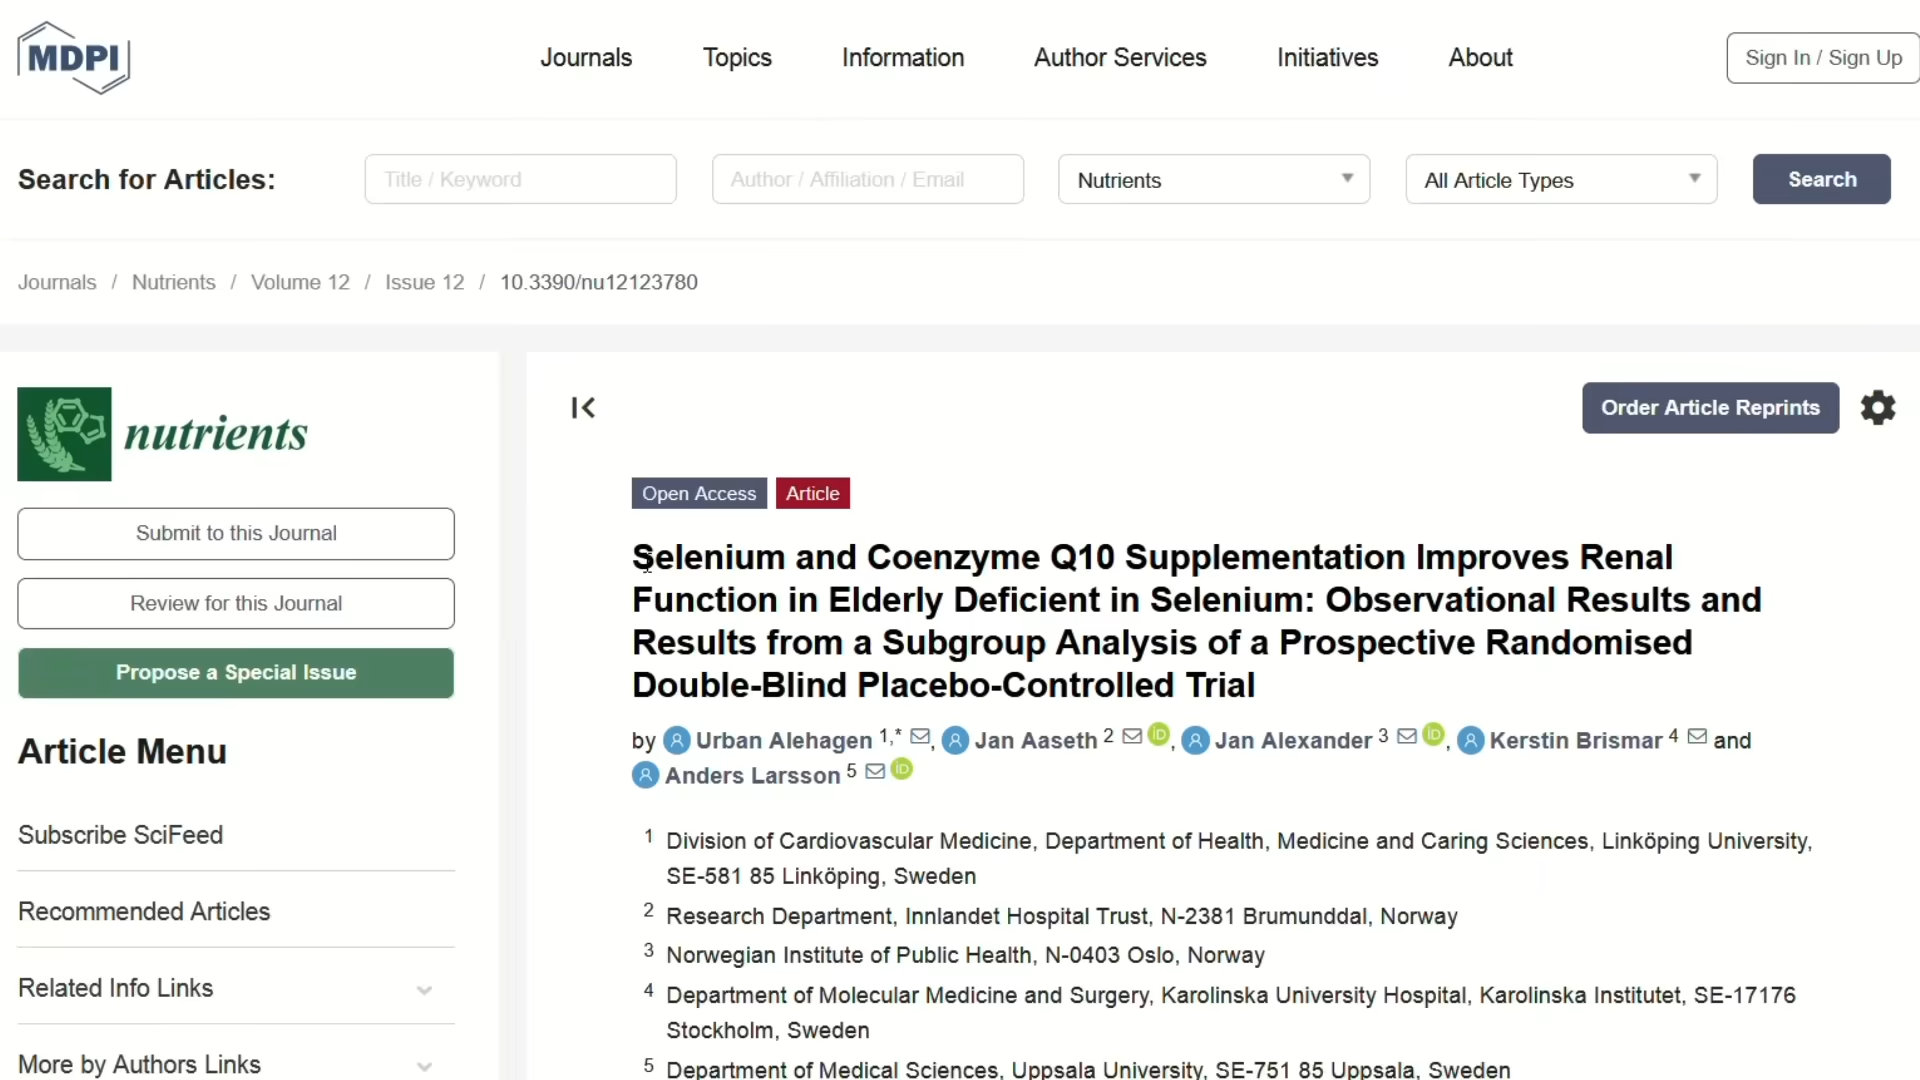 MDPI
Journals Topics Information Author Services Initiatives About Sign In / Sign Up
Search for Articles: Title / Keyword Author / Affiliation / Email Nutrients All Article Types Search
Journals / Nutrients / Volume 12 / Issue 12 / 10.3390/nu12123780
nutrients
Submit to this Journal
Review for this Journal
Propose a Special Issue
Article Menu
Subscribe SciFeed
Recommended Articles
Related Info Links
More by Authors Links
Order Article Reprints
Open Access Article
Selenium and Coenzyme Q10 Supplementation Improves Renal
Function in Elderly Deficient in Selenium: Observational Results and
Results from a Subgroup Analysis of a Prospective Randomised
Double-Blind Placebo-Controlled Trial
by Urban Alehagen 1,* , Jan Aaseth 2 iD , Jan Alexander 3 iD , Kerstin Brismar 4 and
Anders Larsson 5 iD
1 Division of Cardiovascular Medicine, Department of Health, Medicine and Caring Sciences, Linköping University,
SE-581 85 Linköping, Sweden
2 Research Department, Innlandet Hospital Trust, N-2381 Brumunddal, Norway
3 Norwegian Institute of Public Health, N-0403 Oslo, Norway
4 Department of Molecular Medicine and Surgery, Karolinska University Hospital, Karolinska Institutet, SE-17176
Stockholm, Sweden
5 Department of Medical Sciences, Uppsala University, SE-751 85 Uppsala, Sweden